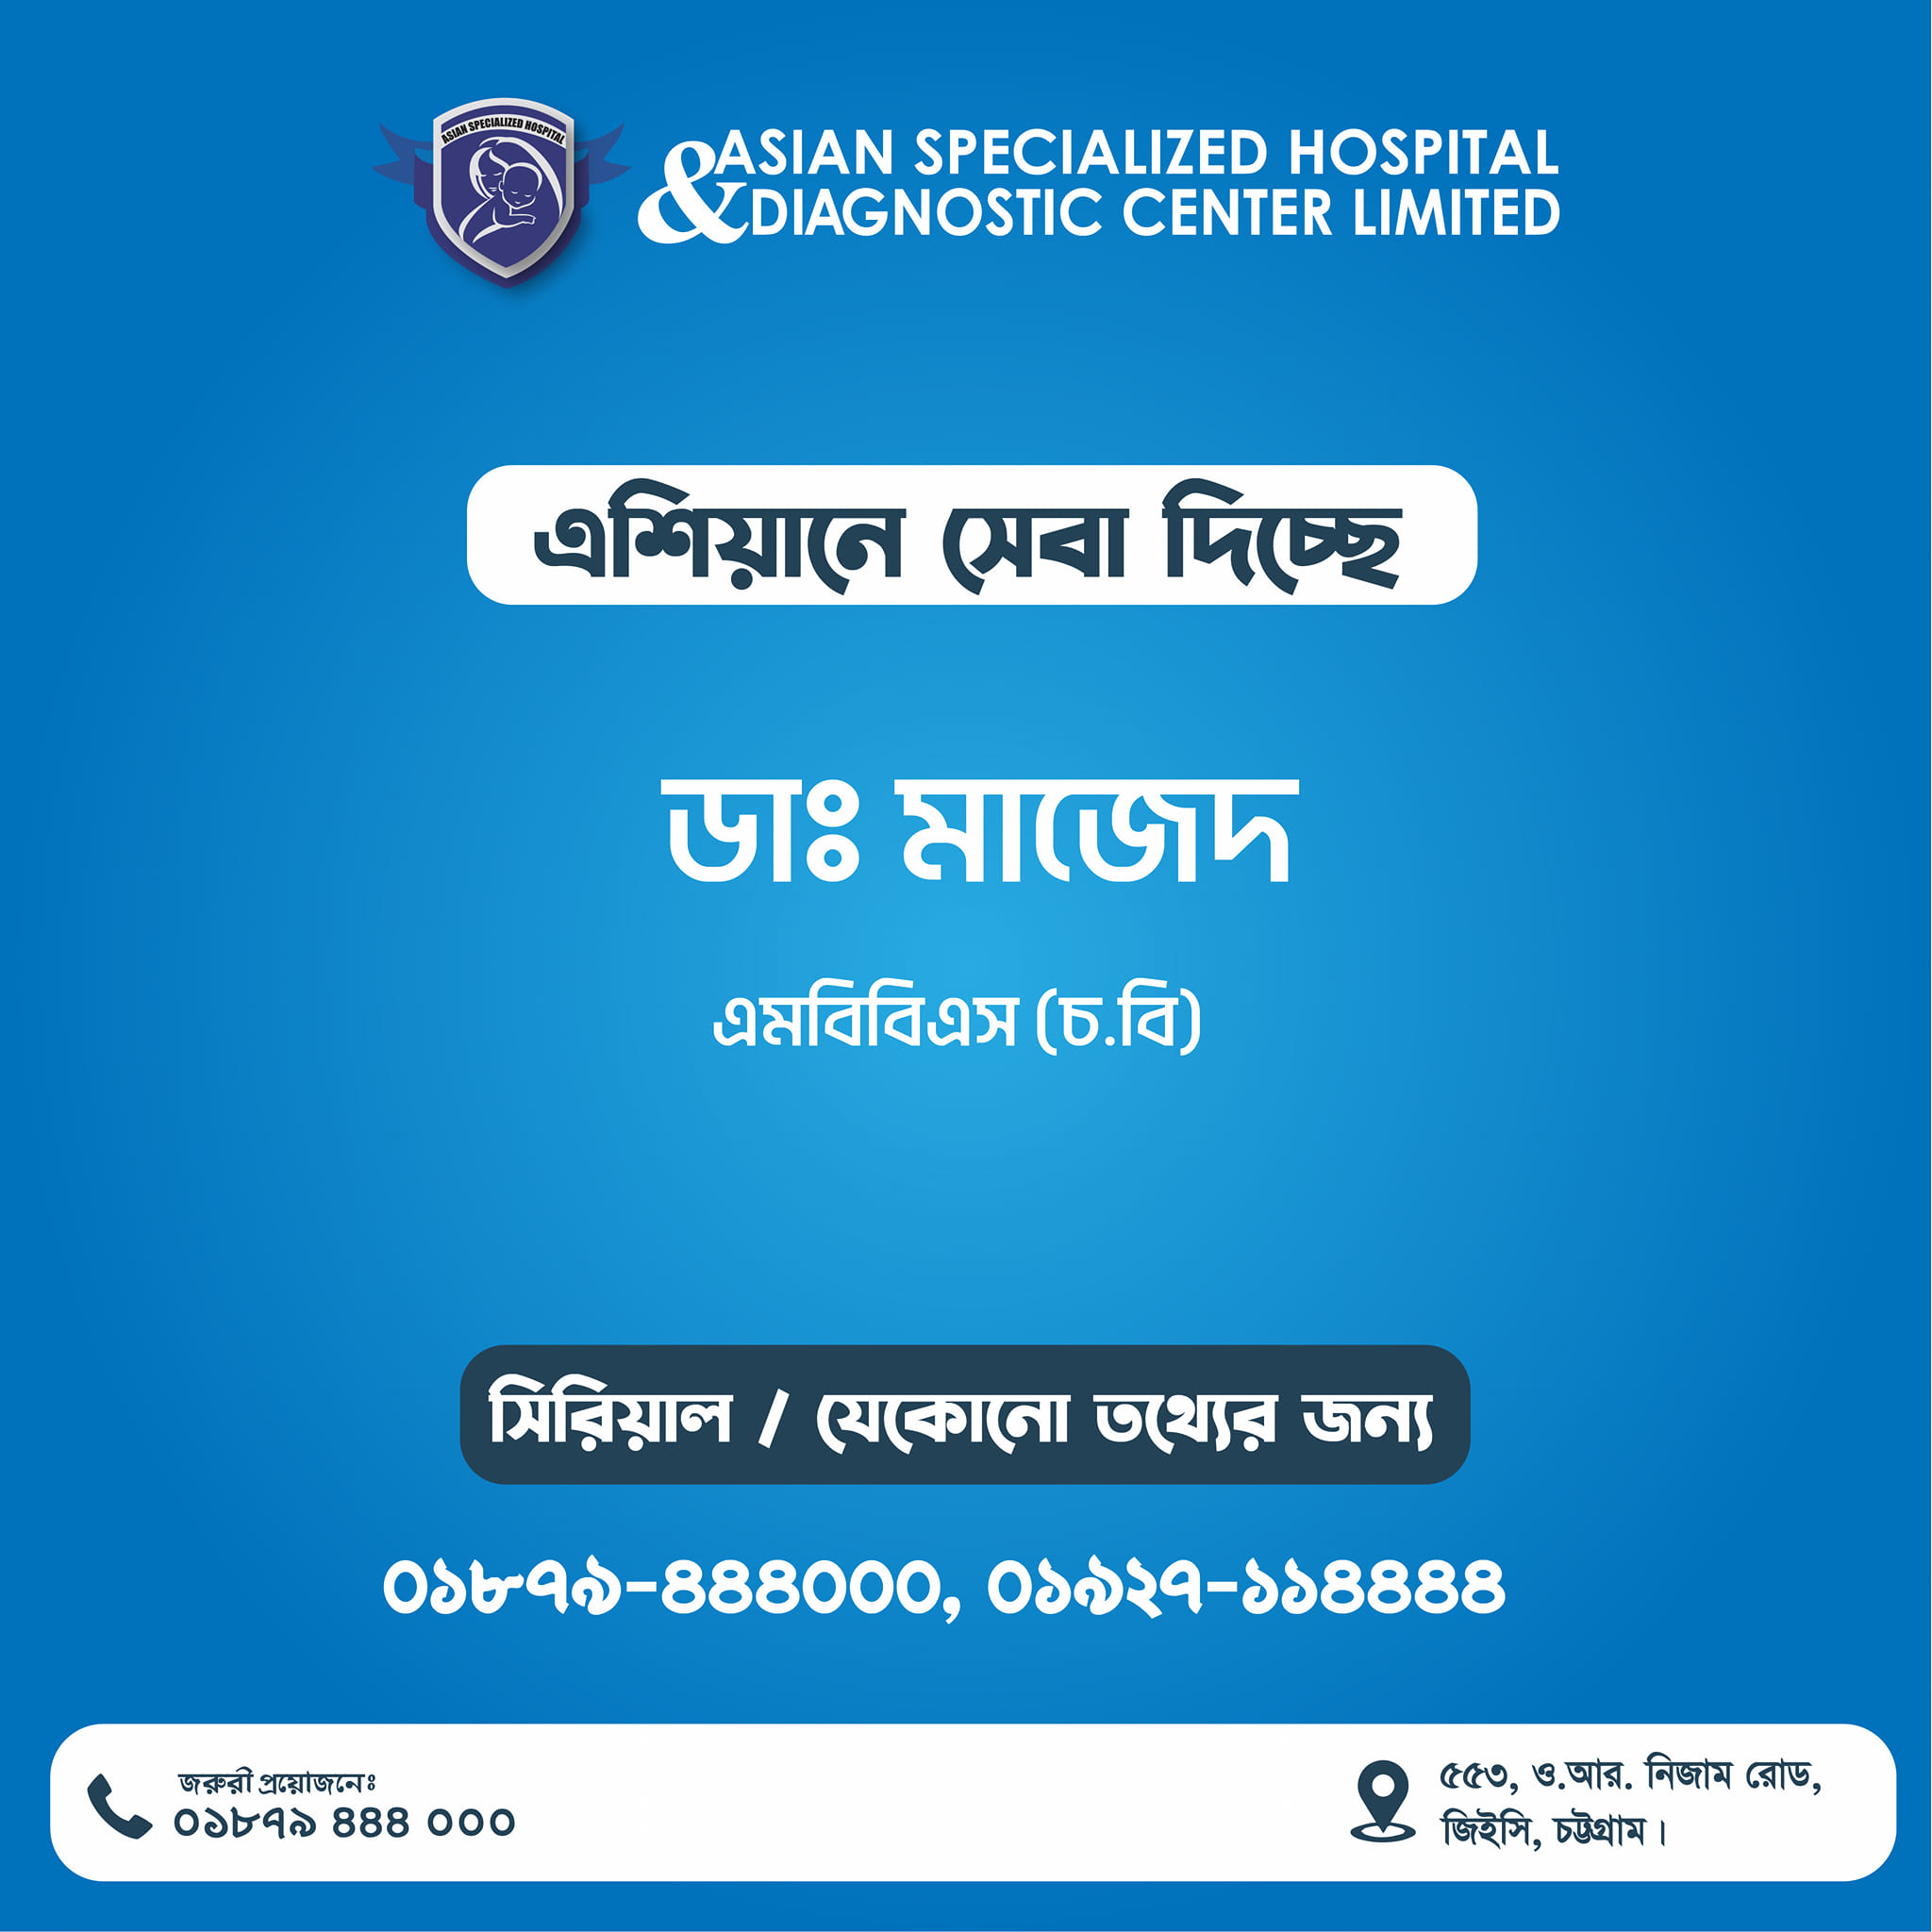 ASIAN SPECIALIZED HOSPITAL
ASIAN SPECIALIZED HOSPITAL
& DIAGNOSTIC CENTER LIMITED
এশিয়ানে সেবা দিচ্ছে
ডাঃ মাজেদ
এমবিবিএস (চ.বি)
সিরিয়াল / যেকোনো তথ্যের জন্য
০১৮৭৯-৪৪৪০০০, ০১৯২৭-১১৪৪৪৪
জরুরী প্রয়োজনেঃ
০১৮৭৯ ৪৪৪ ০০০
৫৫৩, ও.আর. নিজাম রোড,
জিইসি, চট্টগ্রাম।